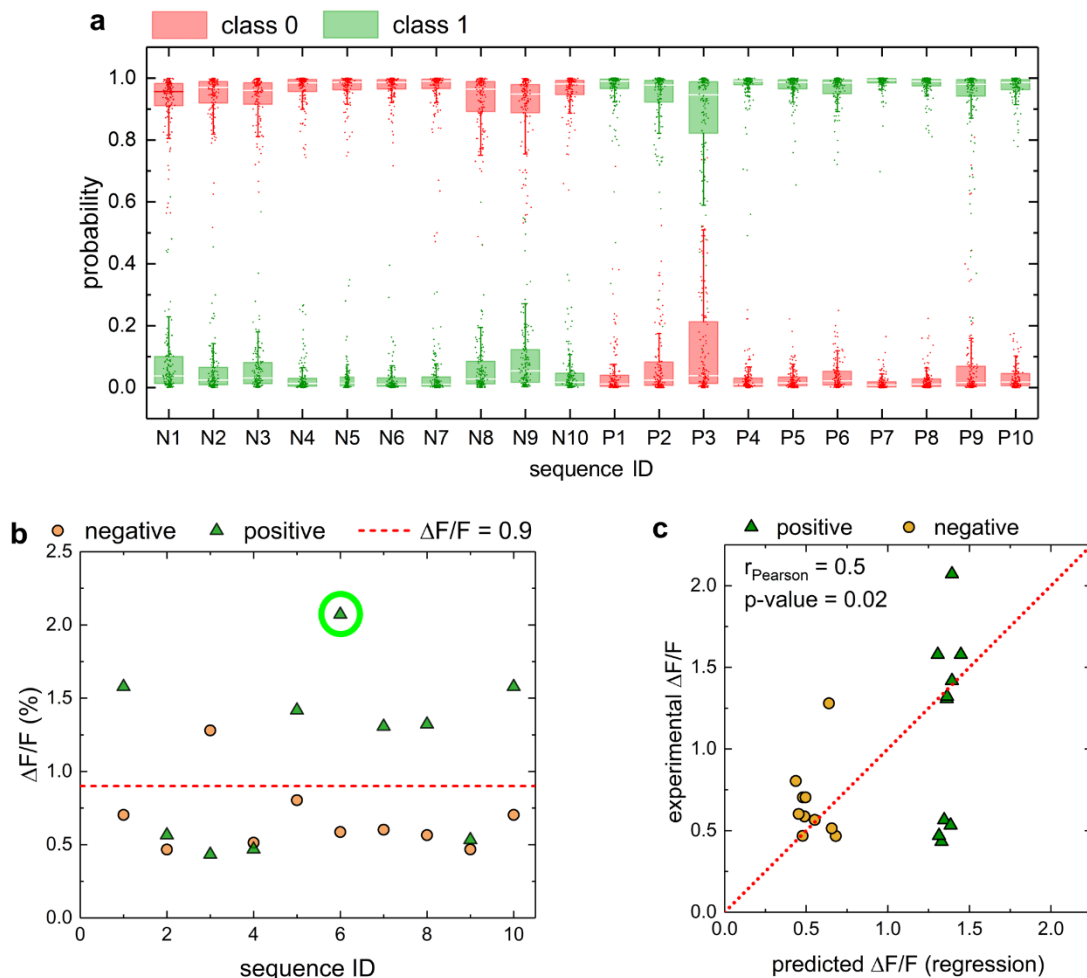 a
class 0 class 1
1.0
0.8
0.6
0.4
0.2
0.0
probability
N1 N2 N3 N4 N5 N6 N7 N8 N9 N10 P1 P2 P3 P4 P5 P6 P7 P8 P9 P10
sequence ID
b
negative positive ΔF/F = 0.9
2.5
2.0
1.5
1.0
0.5
0.0
ΔF/F (%)
0 2 4 6 8 10
sequence ID
c
positive negative
r_Pearson = 0.5
p-value = 0.02
2.0
1.5
1.0
0.5
0.0
experimental ΔF/F
0.0 0.5 1.0 1.5 2.0
predicted ΔF/F (regression)